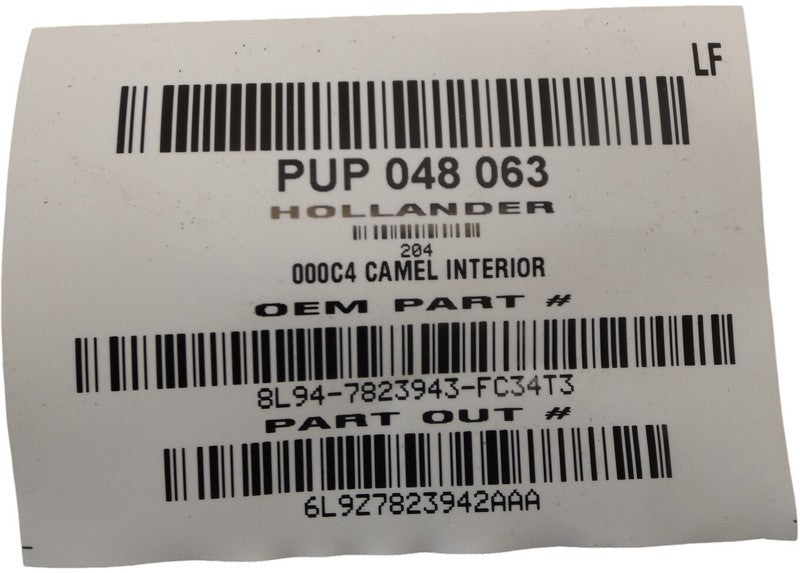 LF
PUP 048 063
HOLLANDER
204
000C4 CAMEL INTERIOR
OEM PART #
8L94-7823943-FC34T3
PART OUT #
6L9Z7823942AAA